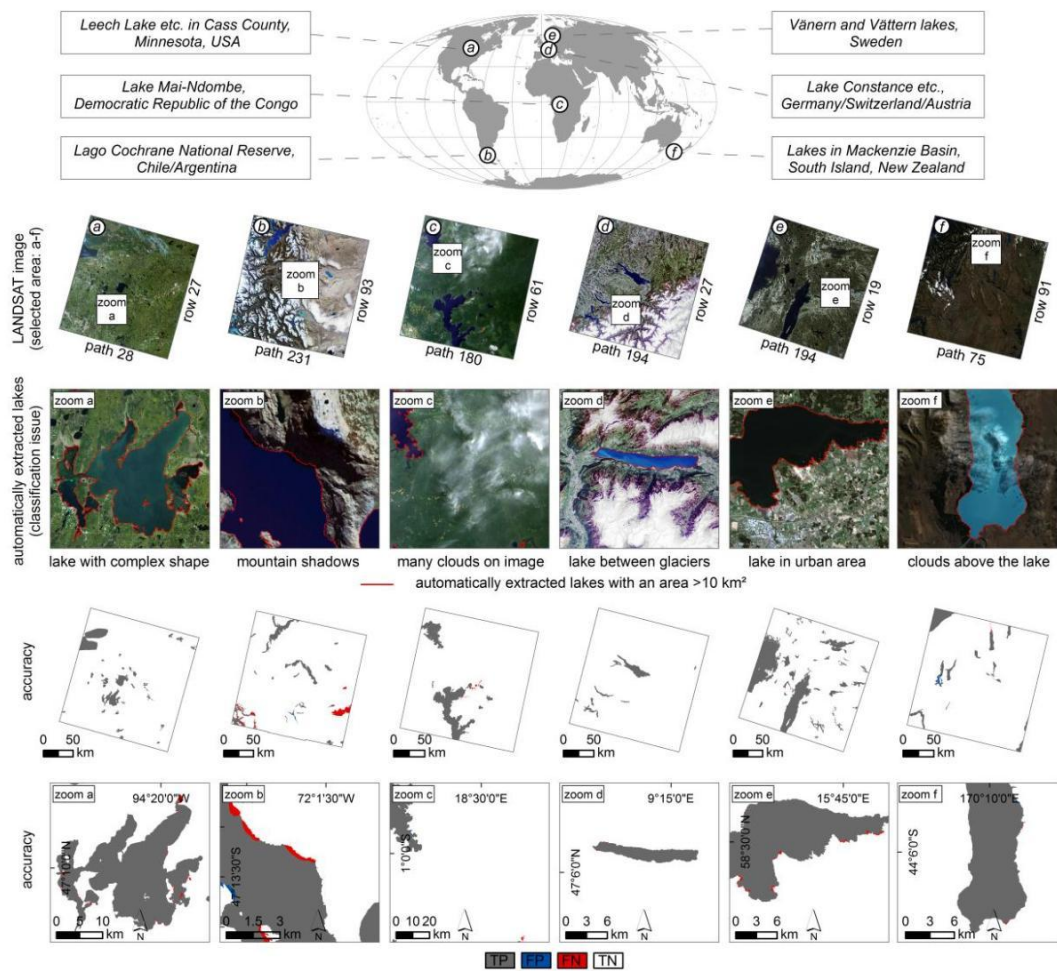 Leech Lake etc. in Cass County,
Minnesota, USA
Vänern and Vättern lakes,
Sweden
Lake Mai-Ndombe,
Democratic Republic of the Congo
Lake Constance etc.,
Germany/Switzerland/Austria
Lago Cochrane National Reserve,
Chile/Argentina
Lakes in Mackenzie Basin,
South Island, New Zealand
a
e
d
c
b
f
LANDSAT image
(selected area: a-f)
a
zoom
a
path 28
row 27
b
zoom
b
path 231
row 93
c
zoom
c
path 180
row 61
d
zoom
d
path 194
row 27
e
zoom
e
path 194
row 19
f
zoom
f
path 75
row 91
automatically extracted lakes
(classification issue)
zoom a
zoom b
zoom c
zoom d
zoom e
zoom f
lake with complex shape
mountain shadows
many clouds on image
lake between glaciers
lake in urban area
clouds above the lake
automatically extracted lakes with an area >10 km²
accuracy
0 50
km
0 50
km
0 50
km
0 50
km
0 50
km
0 50
km
accuracy
zoom a
94°20'0"W
47°10'0"N
0 5 10
km
N
zoom b
72°1'30"W
47°13'30"S
0 1.5 3
km
N
zoom c
18°30'0"E
1°0'0"S
0 10 20
km
N
zoom d
9°15'0"E
47°6'0"N
0 3 6
km
N
zoom e
15°45'0"E
58°30'0"N
0 3 6
km
N
zoom f
170°10'0"E
44°6'0"S
0 3 6
km
N
TP FP FN TN